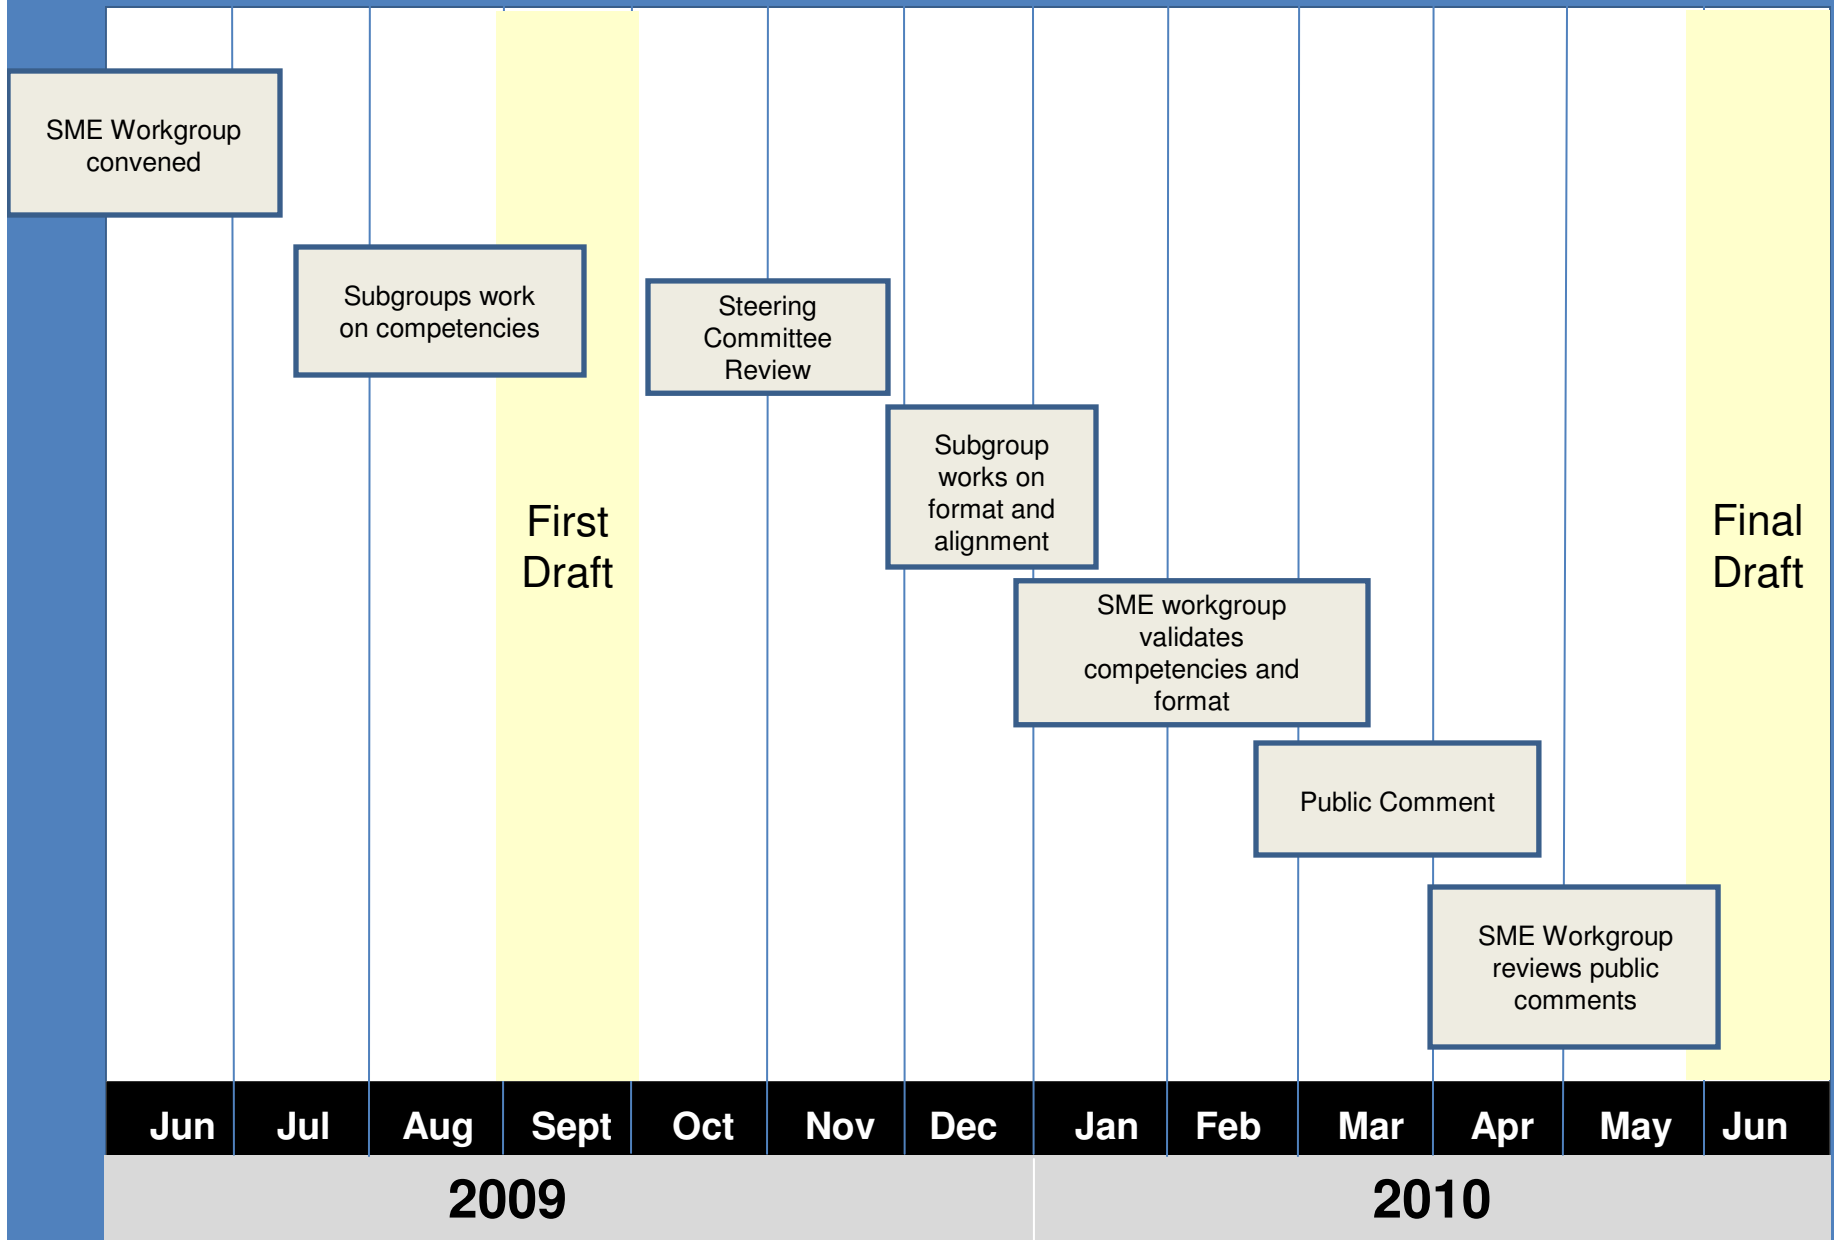 SME Workgroup
convened
Subgroups work
on competencies
Steering
Committee
Review
Subgroup
works on
format and
alignment
First
Draft
Final
Draft
SME workgroup
validates
competencies and
format
Public Comment
SME Workgroup
reviews public
comments
Jun Jul Aug Sept Oct Nov Dec Jan Feb Mar Apr May Jun
2009 2010